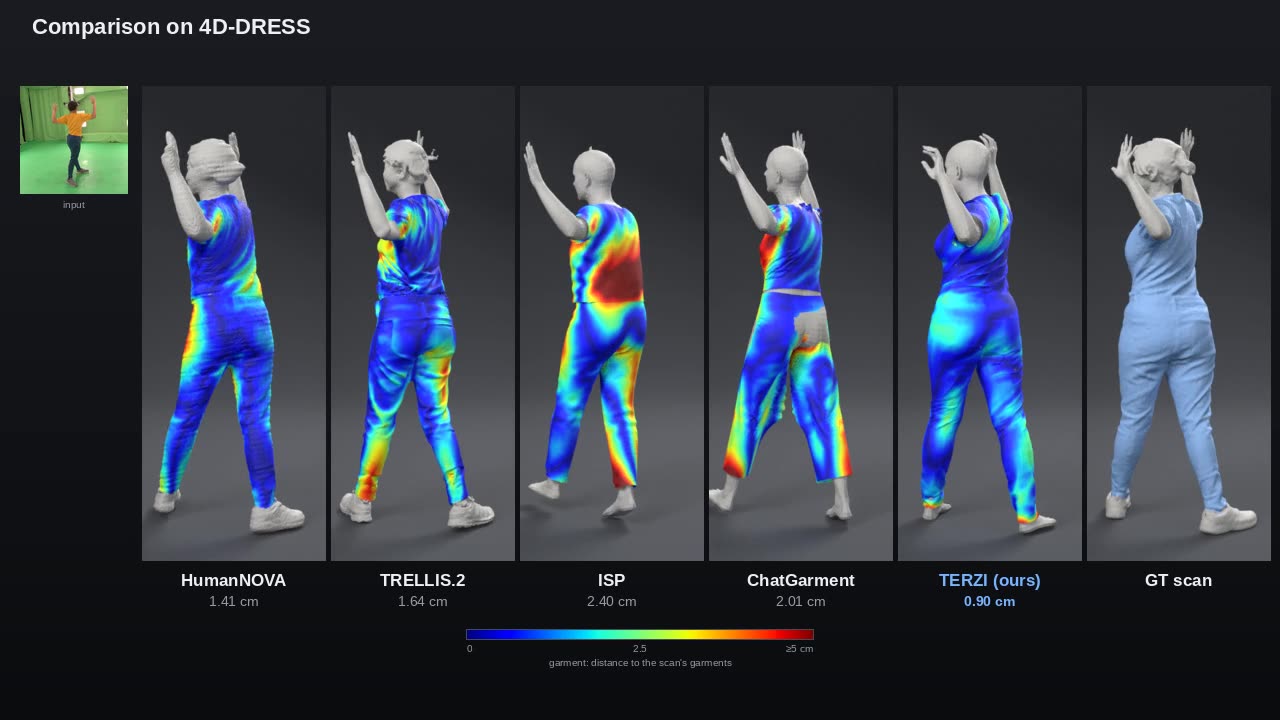 Comparison on 4D-DRESS
input
HumanNOVA
1.41 cm
TRELLIS.2
1.64 cm
ISP
2.40 cm
ChatGarment
2.01 cm
TERZI (ours)
0.90 cm
GT scan
0 2.5 ≥5 cm
garment: distance to the scan's garments